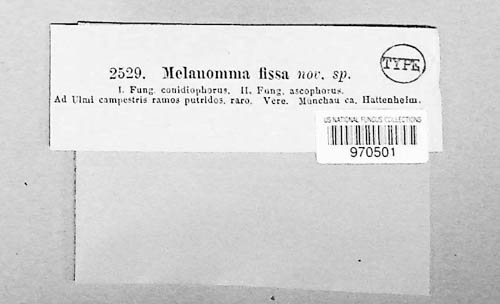 TYPE
2529. Melanomma fissa nov. sp.
I. Fung. conidiophorus. II. Fung. ascophorus.
Ad Ulmi campestris ramos putridos, raro. Vere. Münchau ca. Hattenheim.
US NATIONAL FUNGUS COLLECTIONS
970501